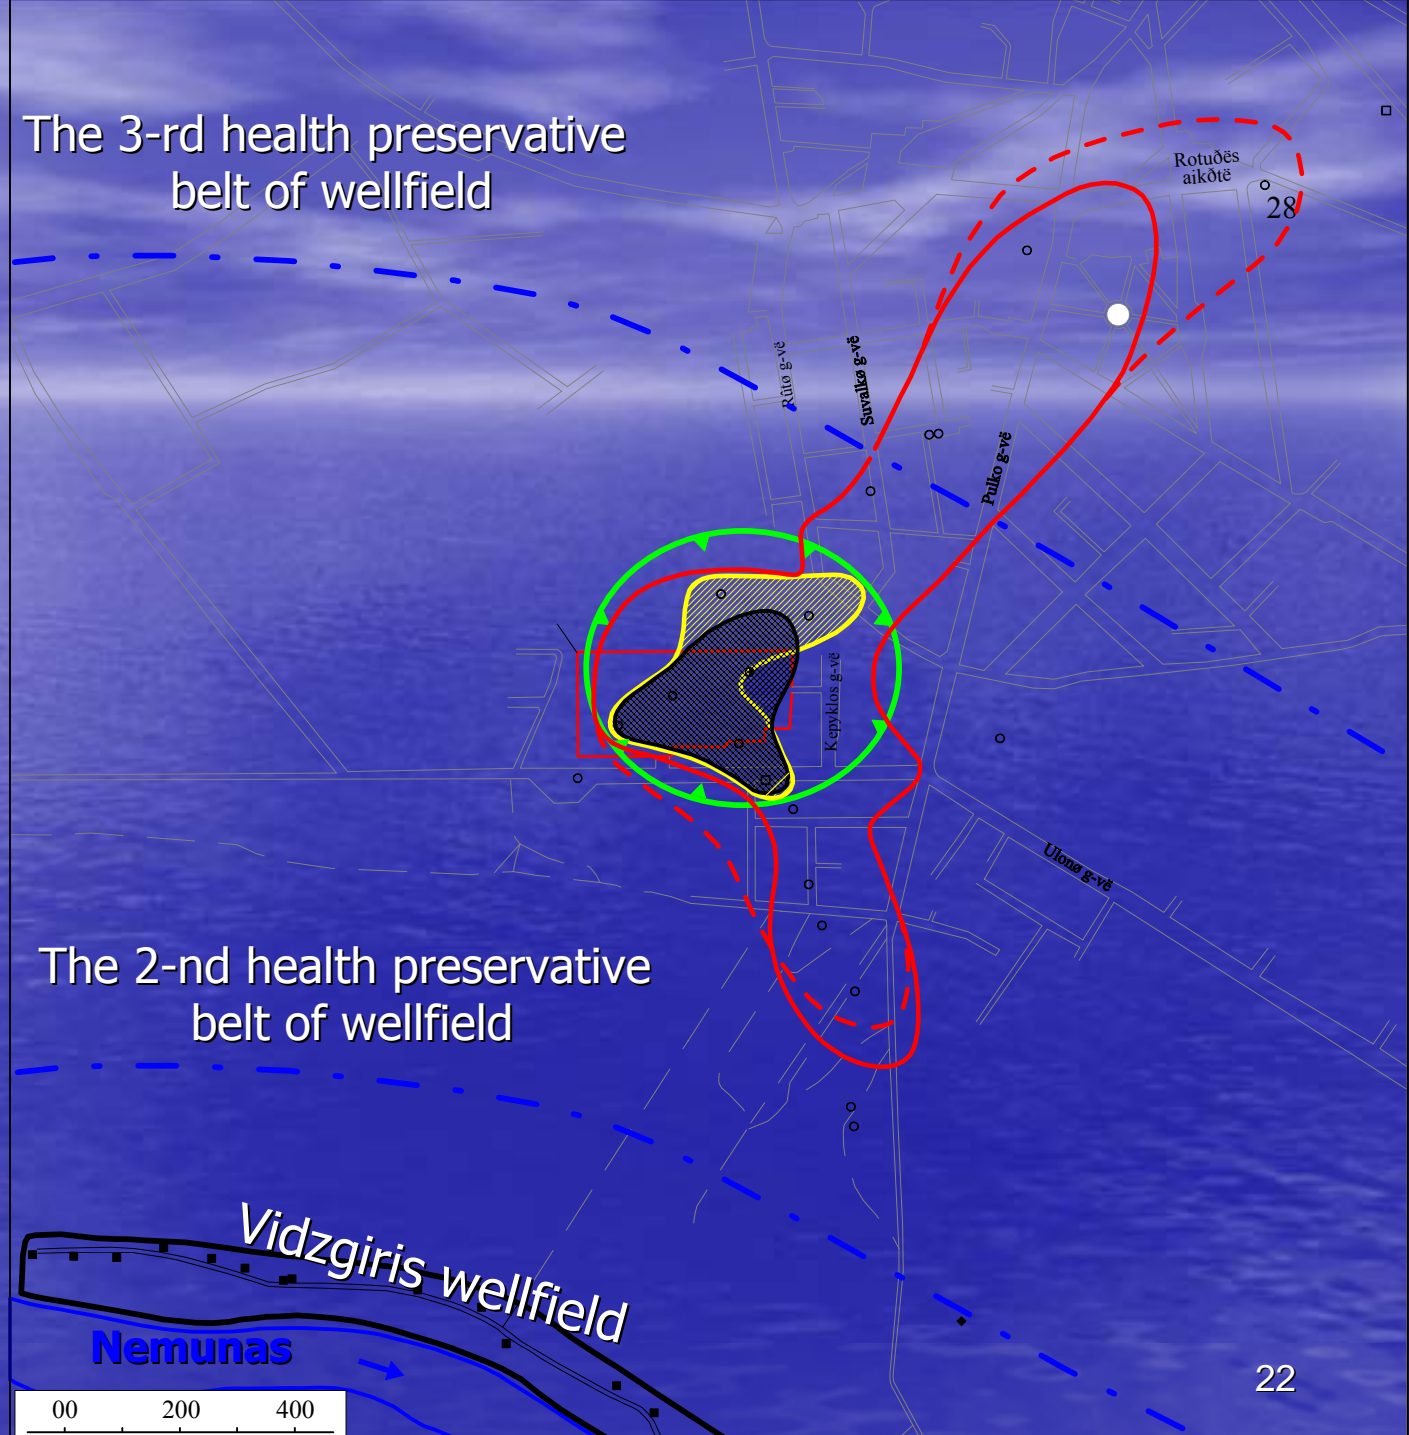 The 3-rd health preservative
belt of wellfield
Rotuðës
aikðtë
28
Rûtø g-vë
Suvalkø g-vë
Pulko g-vë
Kepyklos g-vë
Ulonø g-vë
The 2-nd health preservative
belt of wellfield
Vidzgiris wellfield
Nemunas
22
00 200 400